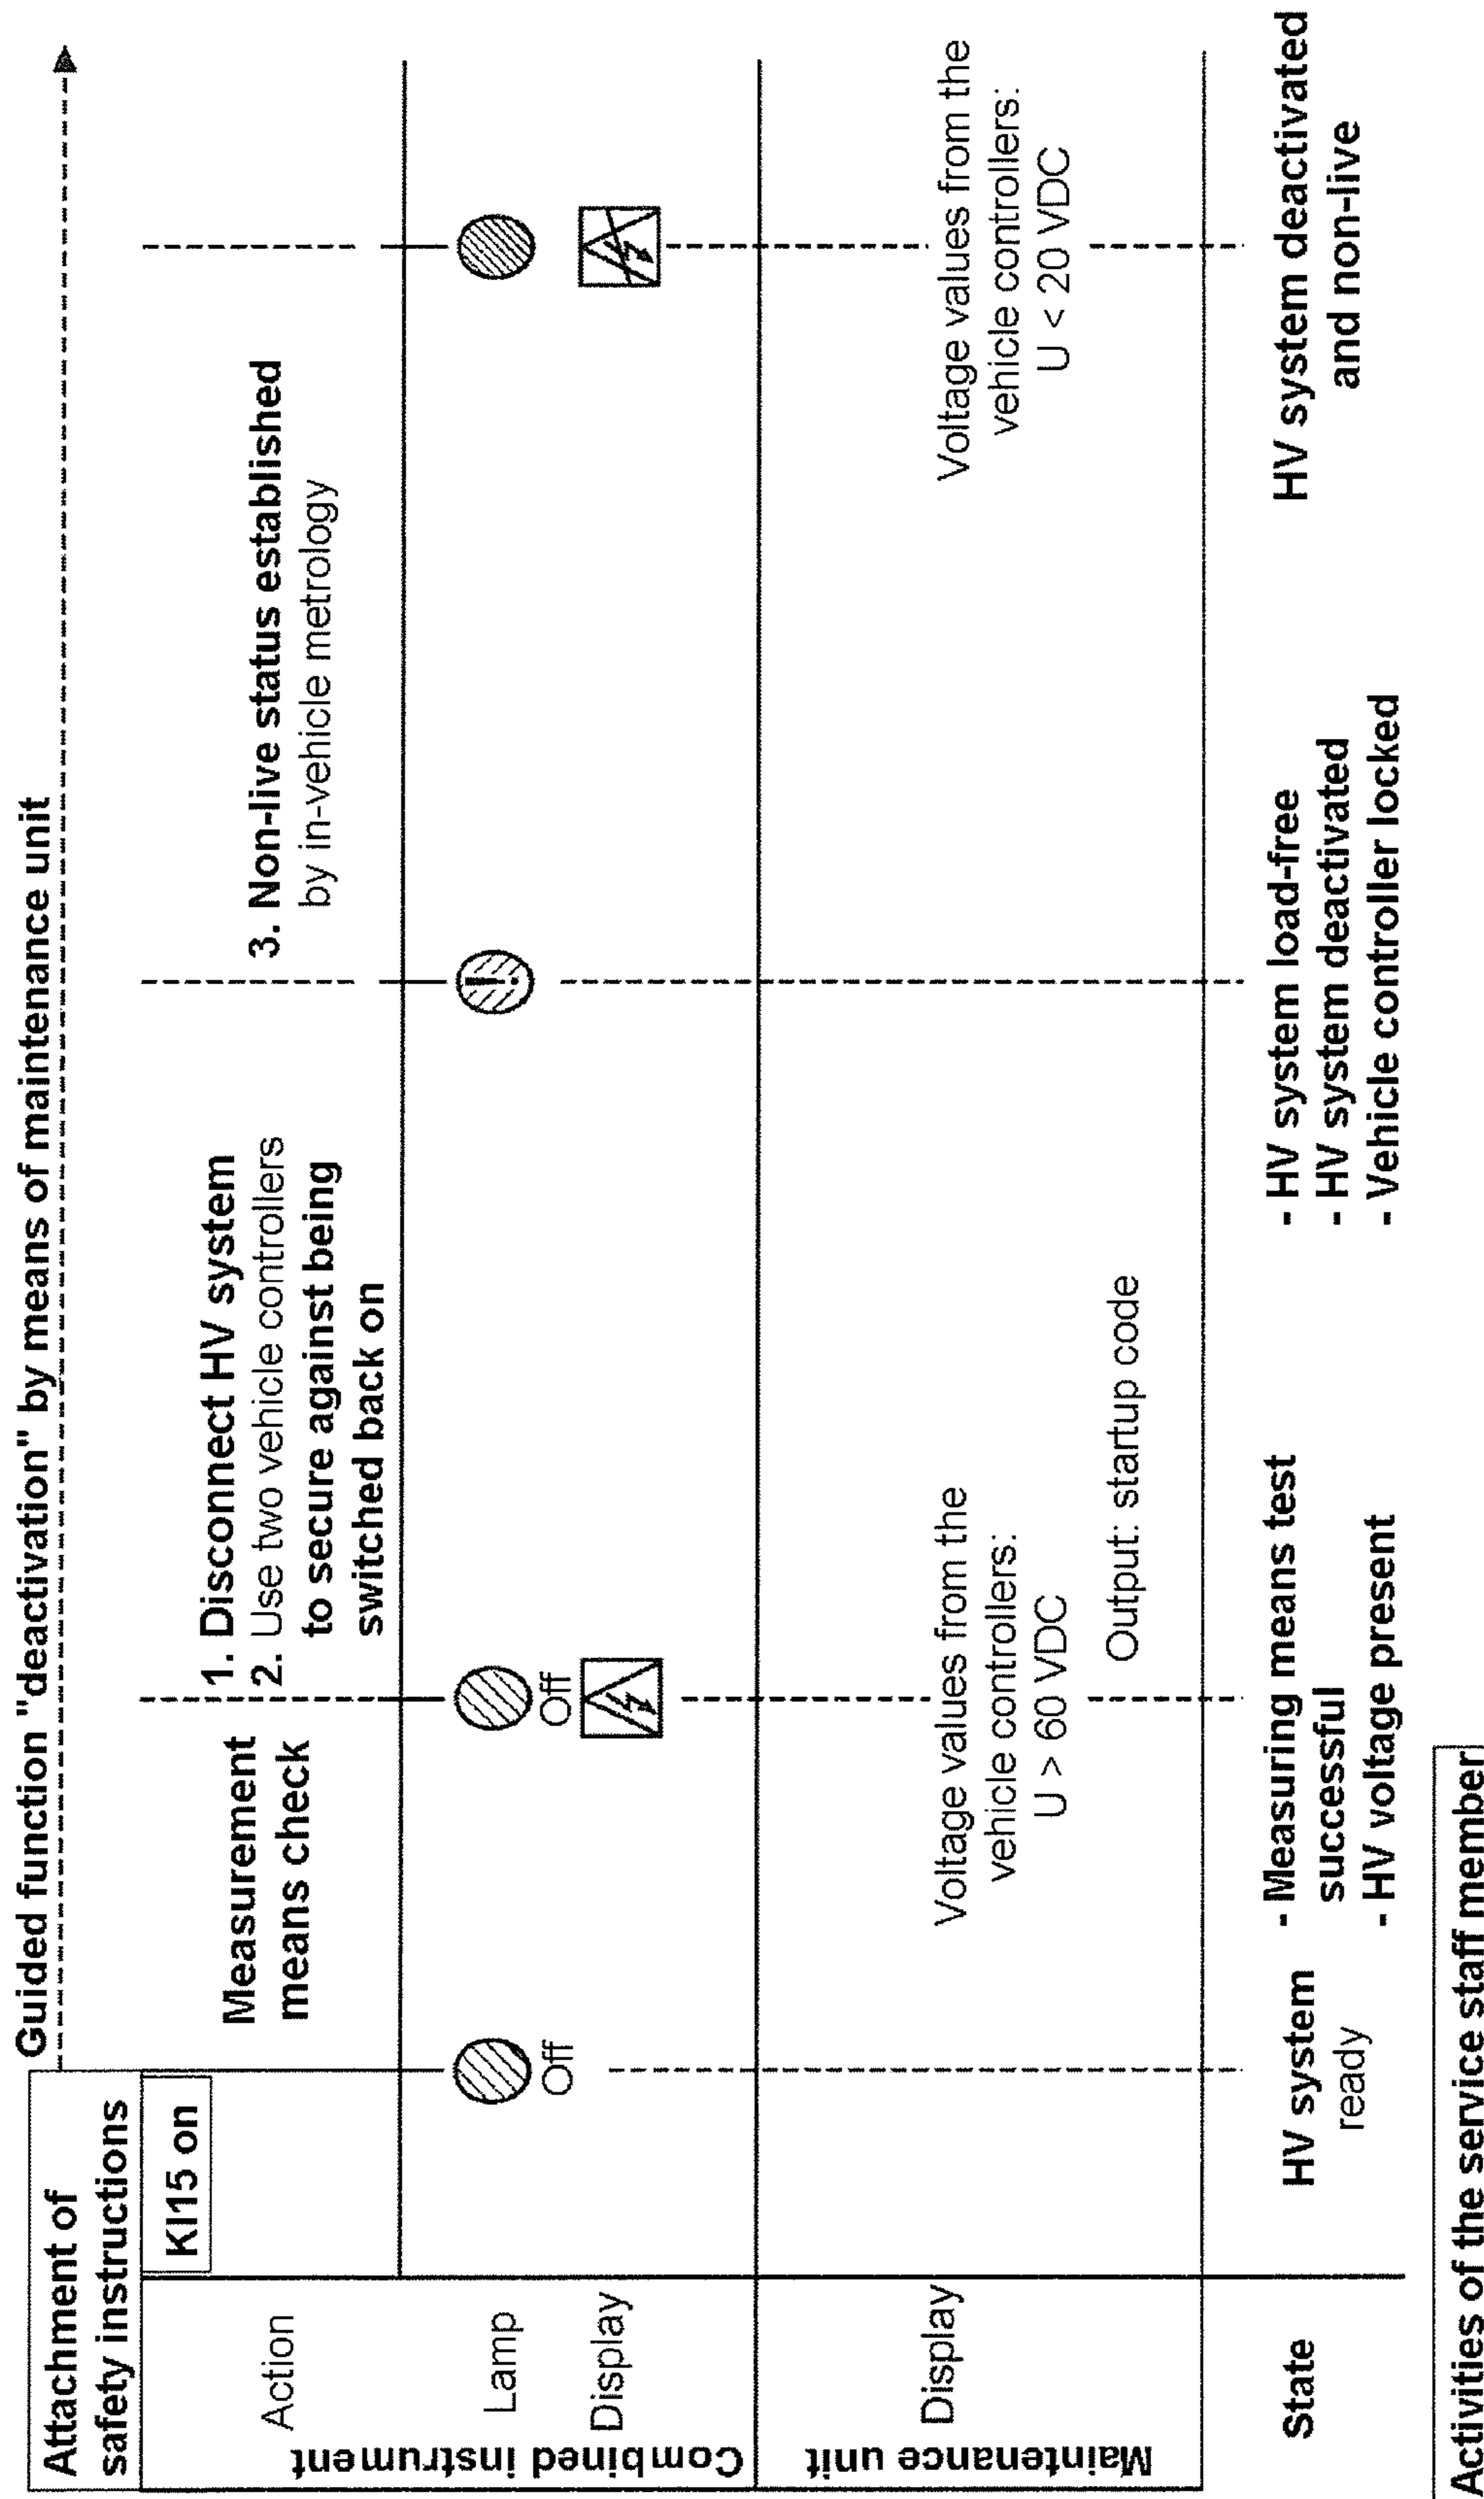 Guided function "deactivation" by means of maintenance unit
Attachment of
safety instructions
KI15 on
Action
Measurement
means check
1. Disconnect HV system
2. Use two vehicle controllers
to secure against being
switched back on
3. Non-live status established
by in-vehicle metrology
Combined instrument
Lamp
Display
Off
Off
!
Maintenance unit
Display
Voltage values from the
vehicle controllers:
U > 60 VDC
Output: startup code
Voltage values from the
vehicle controllers:
U < 20 VDC
State
HV system
ready
- Measuring means test
successful
- HV voltage present
- HV system load-free
- HV system deactivated
- Vehicle controller locked
HV system deactivated
and non-live
Activities of the service staff member